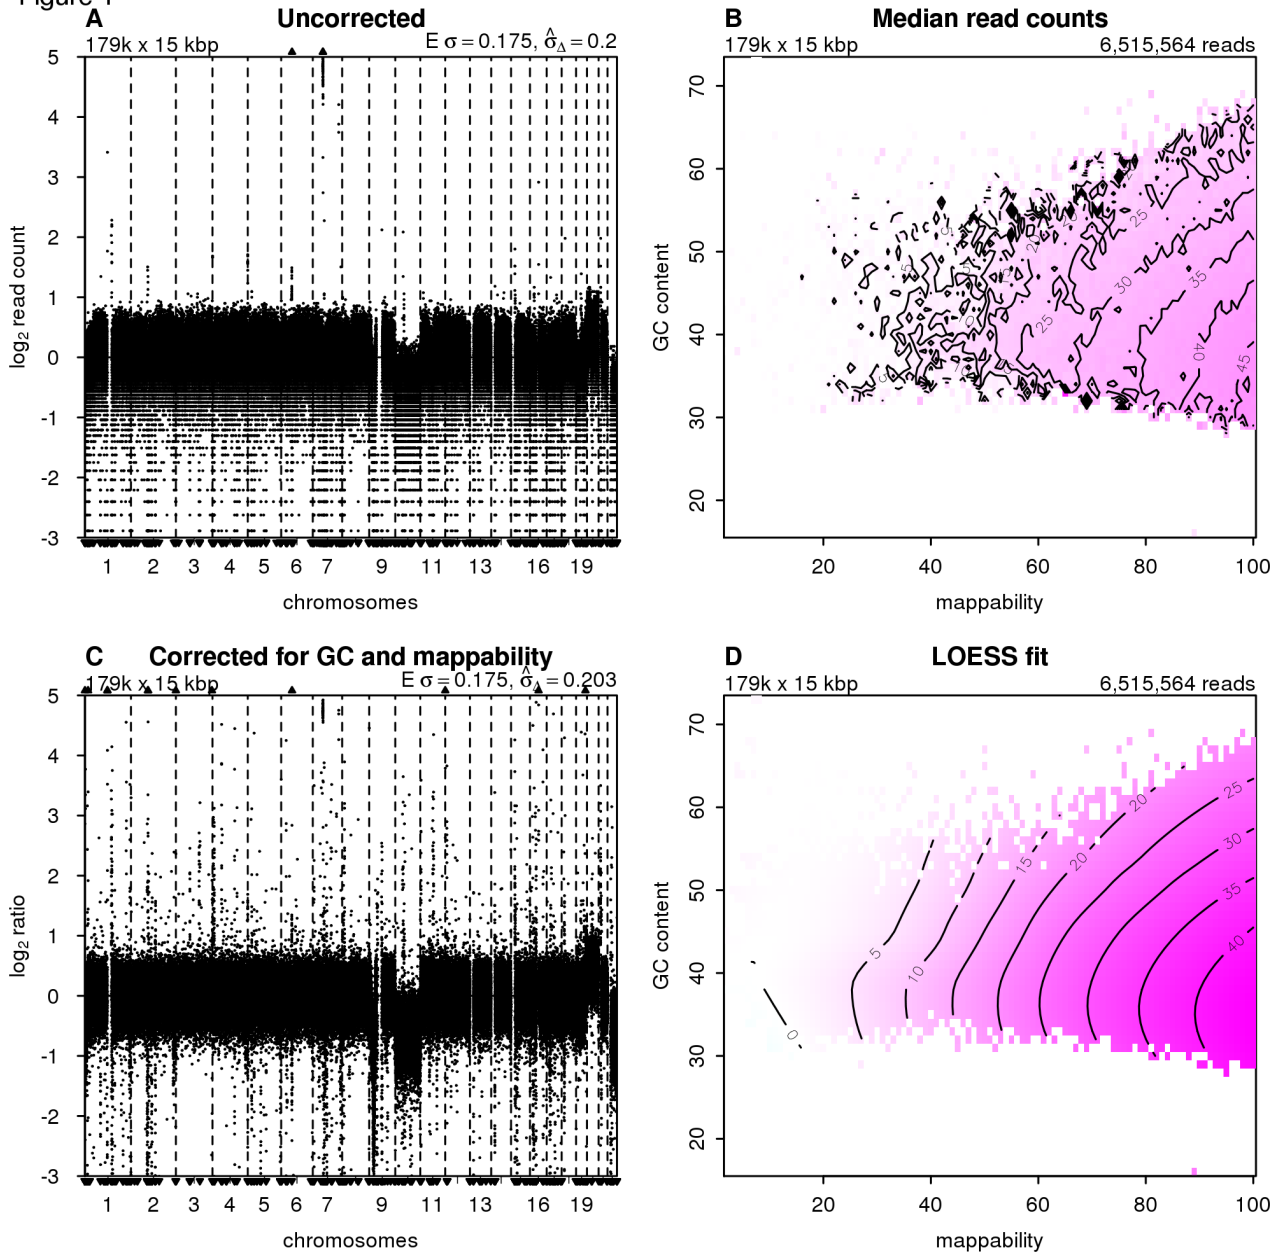 Figure 1
A Uncorrected
179k x 15 kbp E σ = 0.175, σ̂Δ = 0.2
5
4
3
2
1
0
-1
-2
-3
log2 read count
1 2 3 4 5 6 7 9 11 13 16 19
chromosomes
B Median read counts
179k x 15 kbp 6,515,564 reads
70
60
50
40
30
20
GC content
25
30
35
25
40
45
20 40 60 80 100
mappability
C Corrected for GC and mappability
179k x 15 kbp E σ = 0.175, σ̂Δ = 0.203
5
4
3
2
1
0
-1
-2
-3
log2 ratio
1 2 3 4 5 6 7 9 11 13 16 19
chromosomes
D LOESS fit
179k x 15 kbp 6,515,564 reads
70
60
50
40
30
20
GC content
0
5
10
15
20
20
25
30
35
40
20 40 60 80 100
mappability